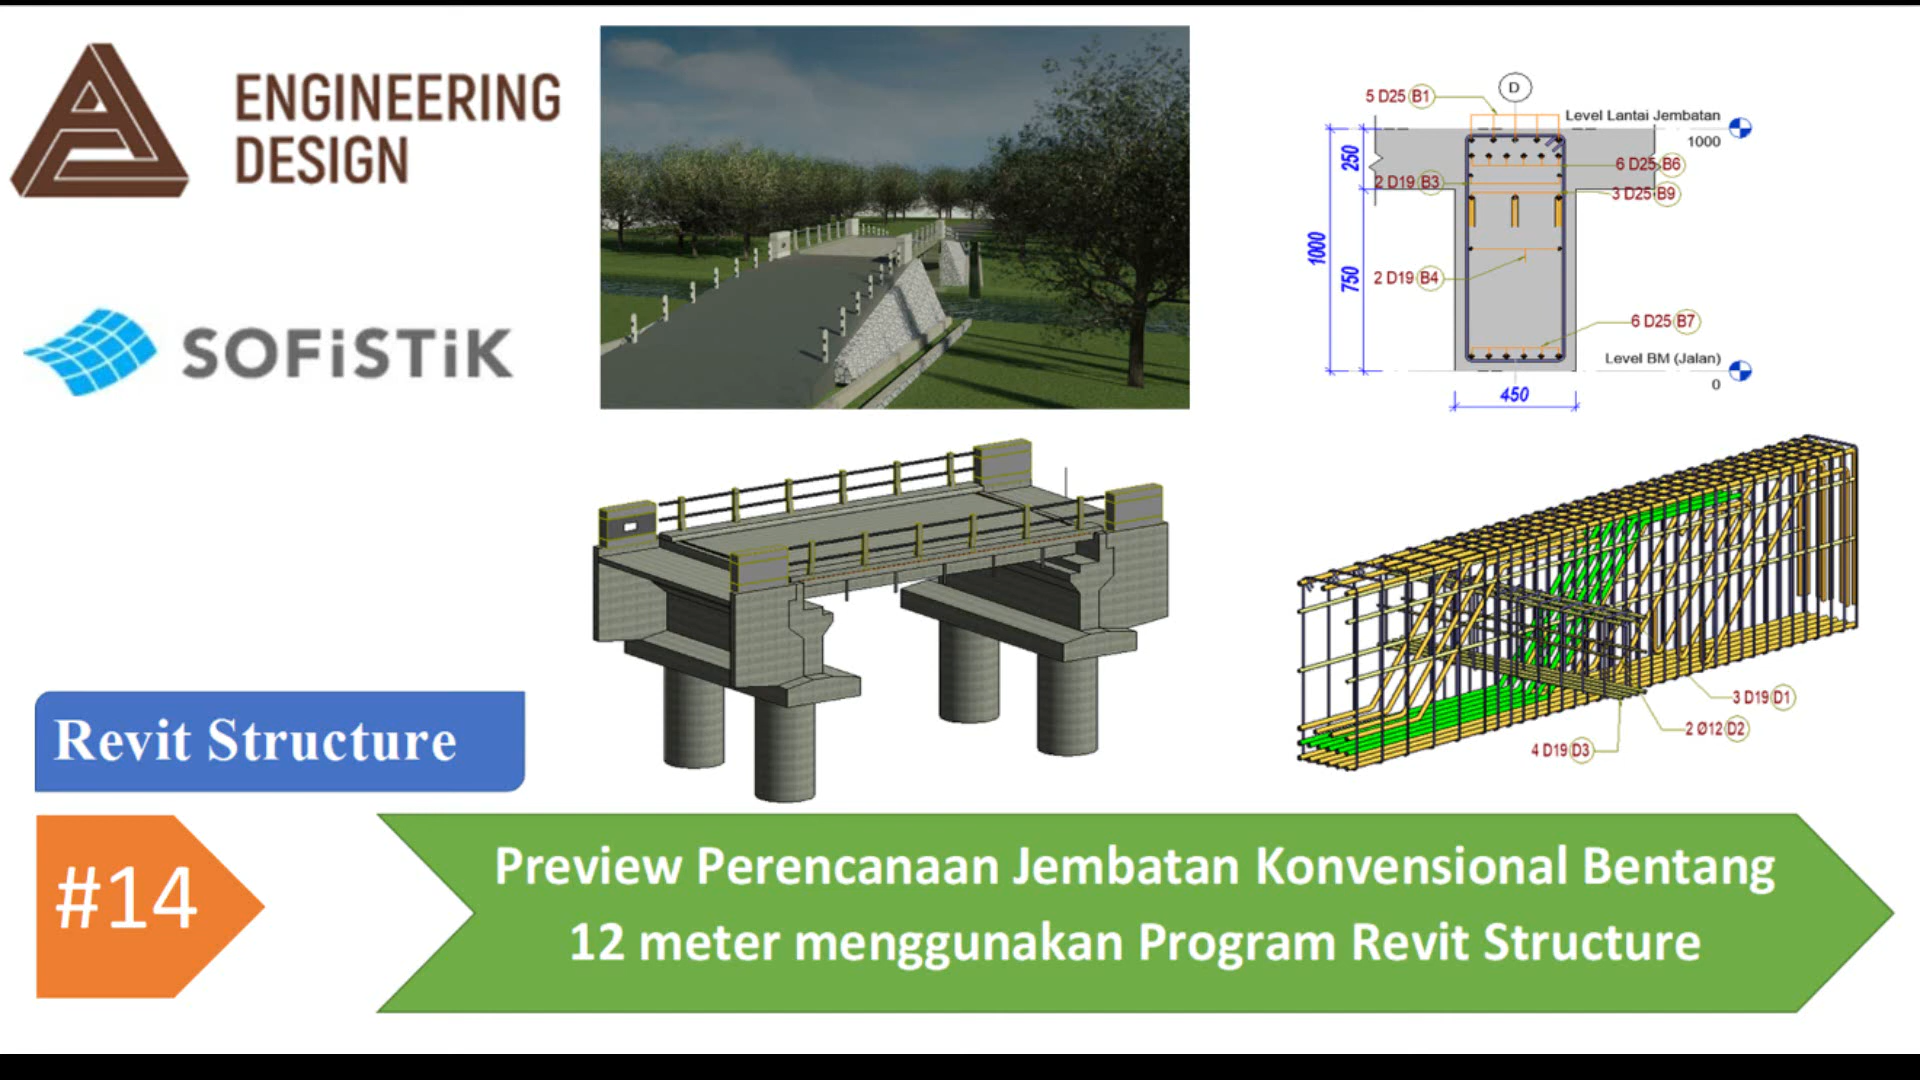 ENGINEERING
DESIGN
SOFiSTiK
5 D25 B1
D
Level Lantai Jembatan
1000
250
6 D25 B6
2 D19 B3
3 D25 B9
1000
750
2 D19 B4
6 D25 B7
Level BM (Jalan)
0
450
3 D19 D1
2 Ø12 D2
4 D19 D3
Revit Structure
#14
Preview Perencanaan Jembatan Konvensional Bentang
12 meter menggunakan Program Revit Structure